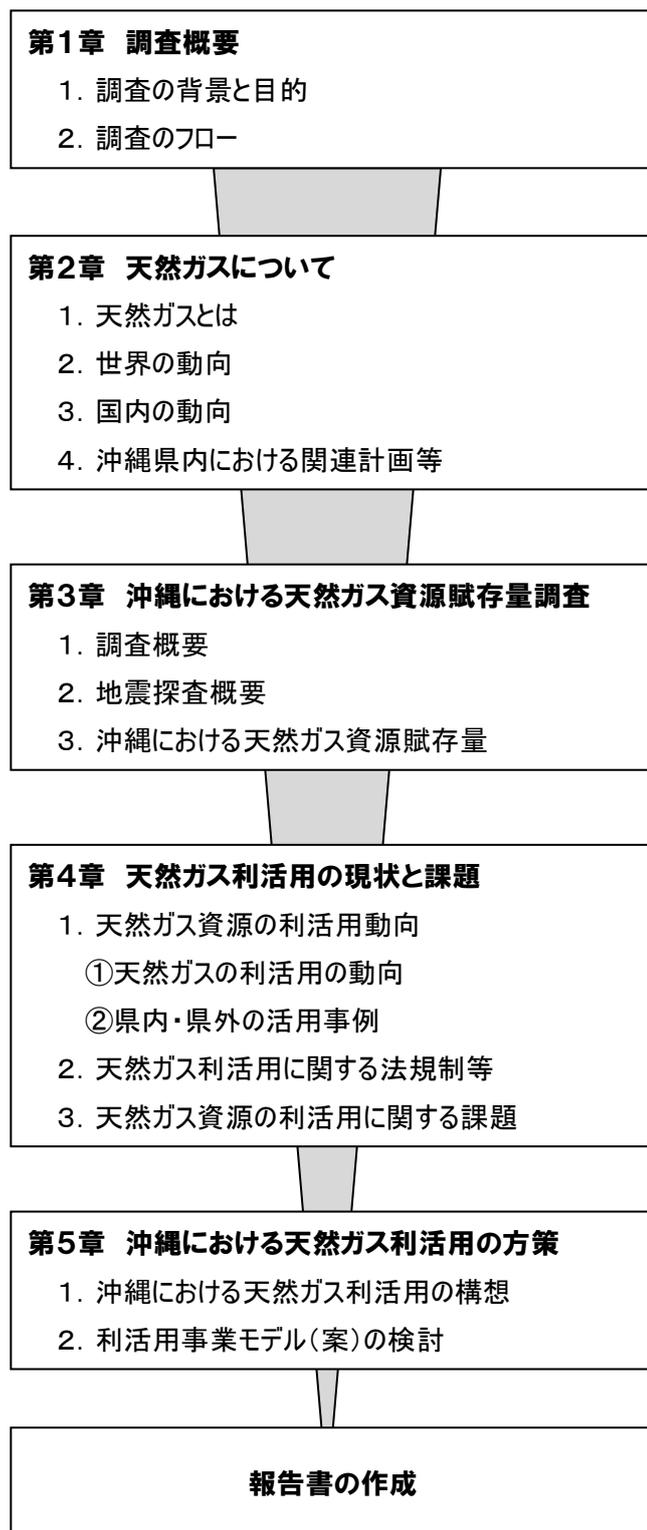 第1章 調査概要
1．調査の背景と目的
2．調査のフロー
第2章 天然ガスについて
1．天然ガスとは
2．世界の動向
3．国内の動向
4．沖縄県内における関連計画等
第3章 沖縄における天然ガス資源賦存量調査
1．調査概要
2．地震探査概要
3．沖縄における天然ガス資源賦存量
第4章 天然ガス利活用の現状と課題
1．天然ガス資源の利活用動向
①天然ガスの利活用の動向
②県内・県外の活用事例
2．天然ガス利活用に関する法規制等
3．天然ガス資源の利活用に関する課題
第5章 沖縄における天然ガス利活用の方策
1．沖縄における天然ガス利活用の構想
2．利活用事業モデル（案）の検討
報告書の作成